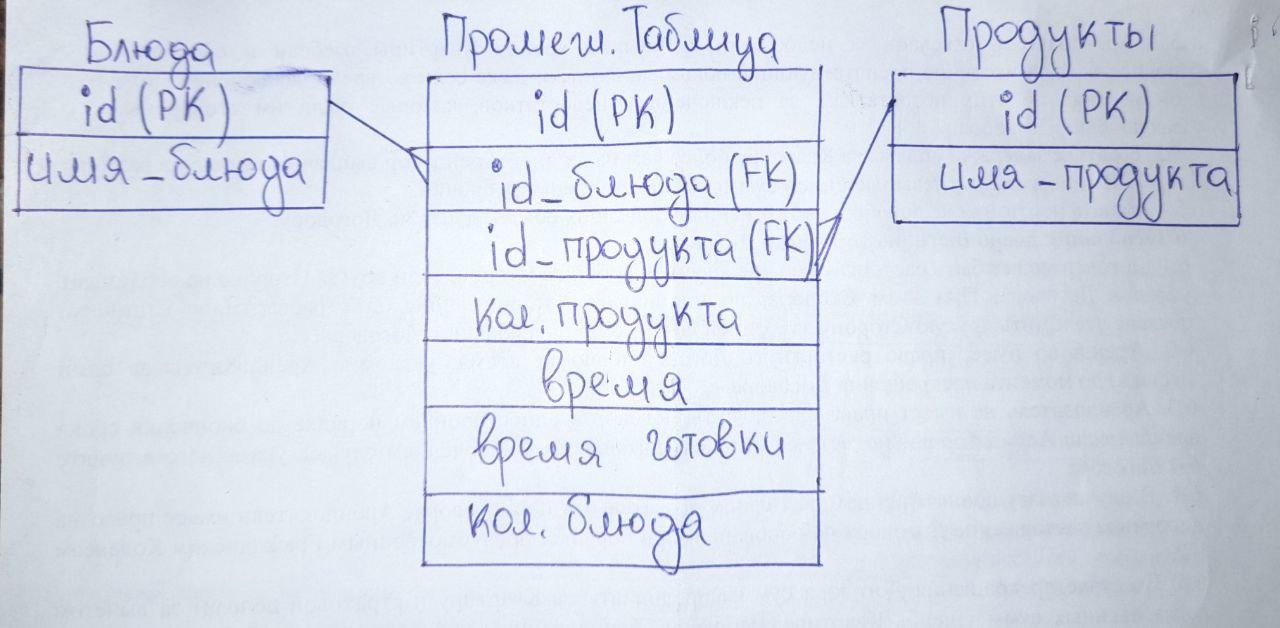 Блюда
id (PK)
имя_блюда
Промеж. Таблица
id (PK)
id_блюда (FK)
id_продукта (FK)
Кол. продукта
время
время готовки
Кол. блюда
Продукты
id (PK)
имя_продукта